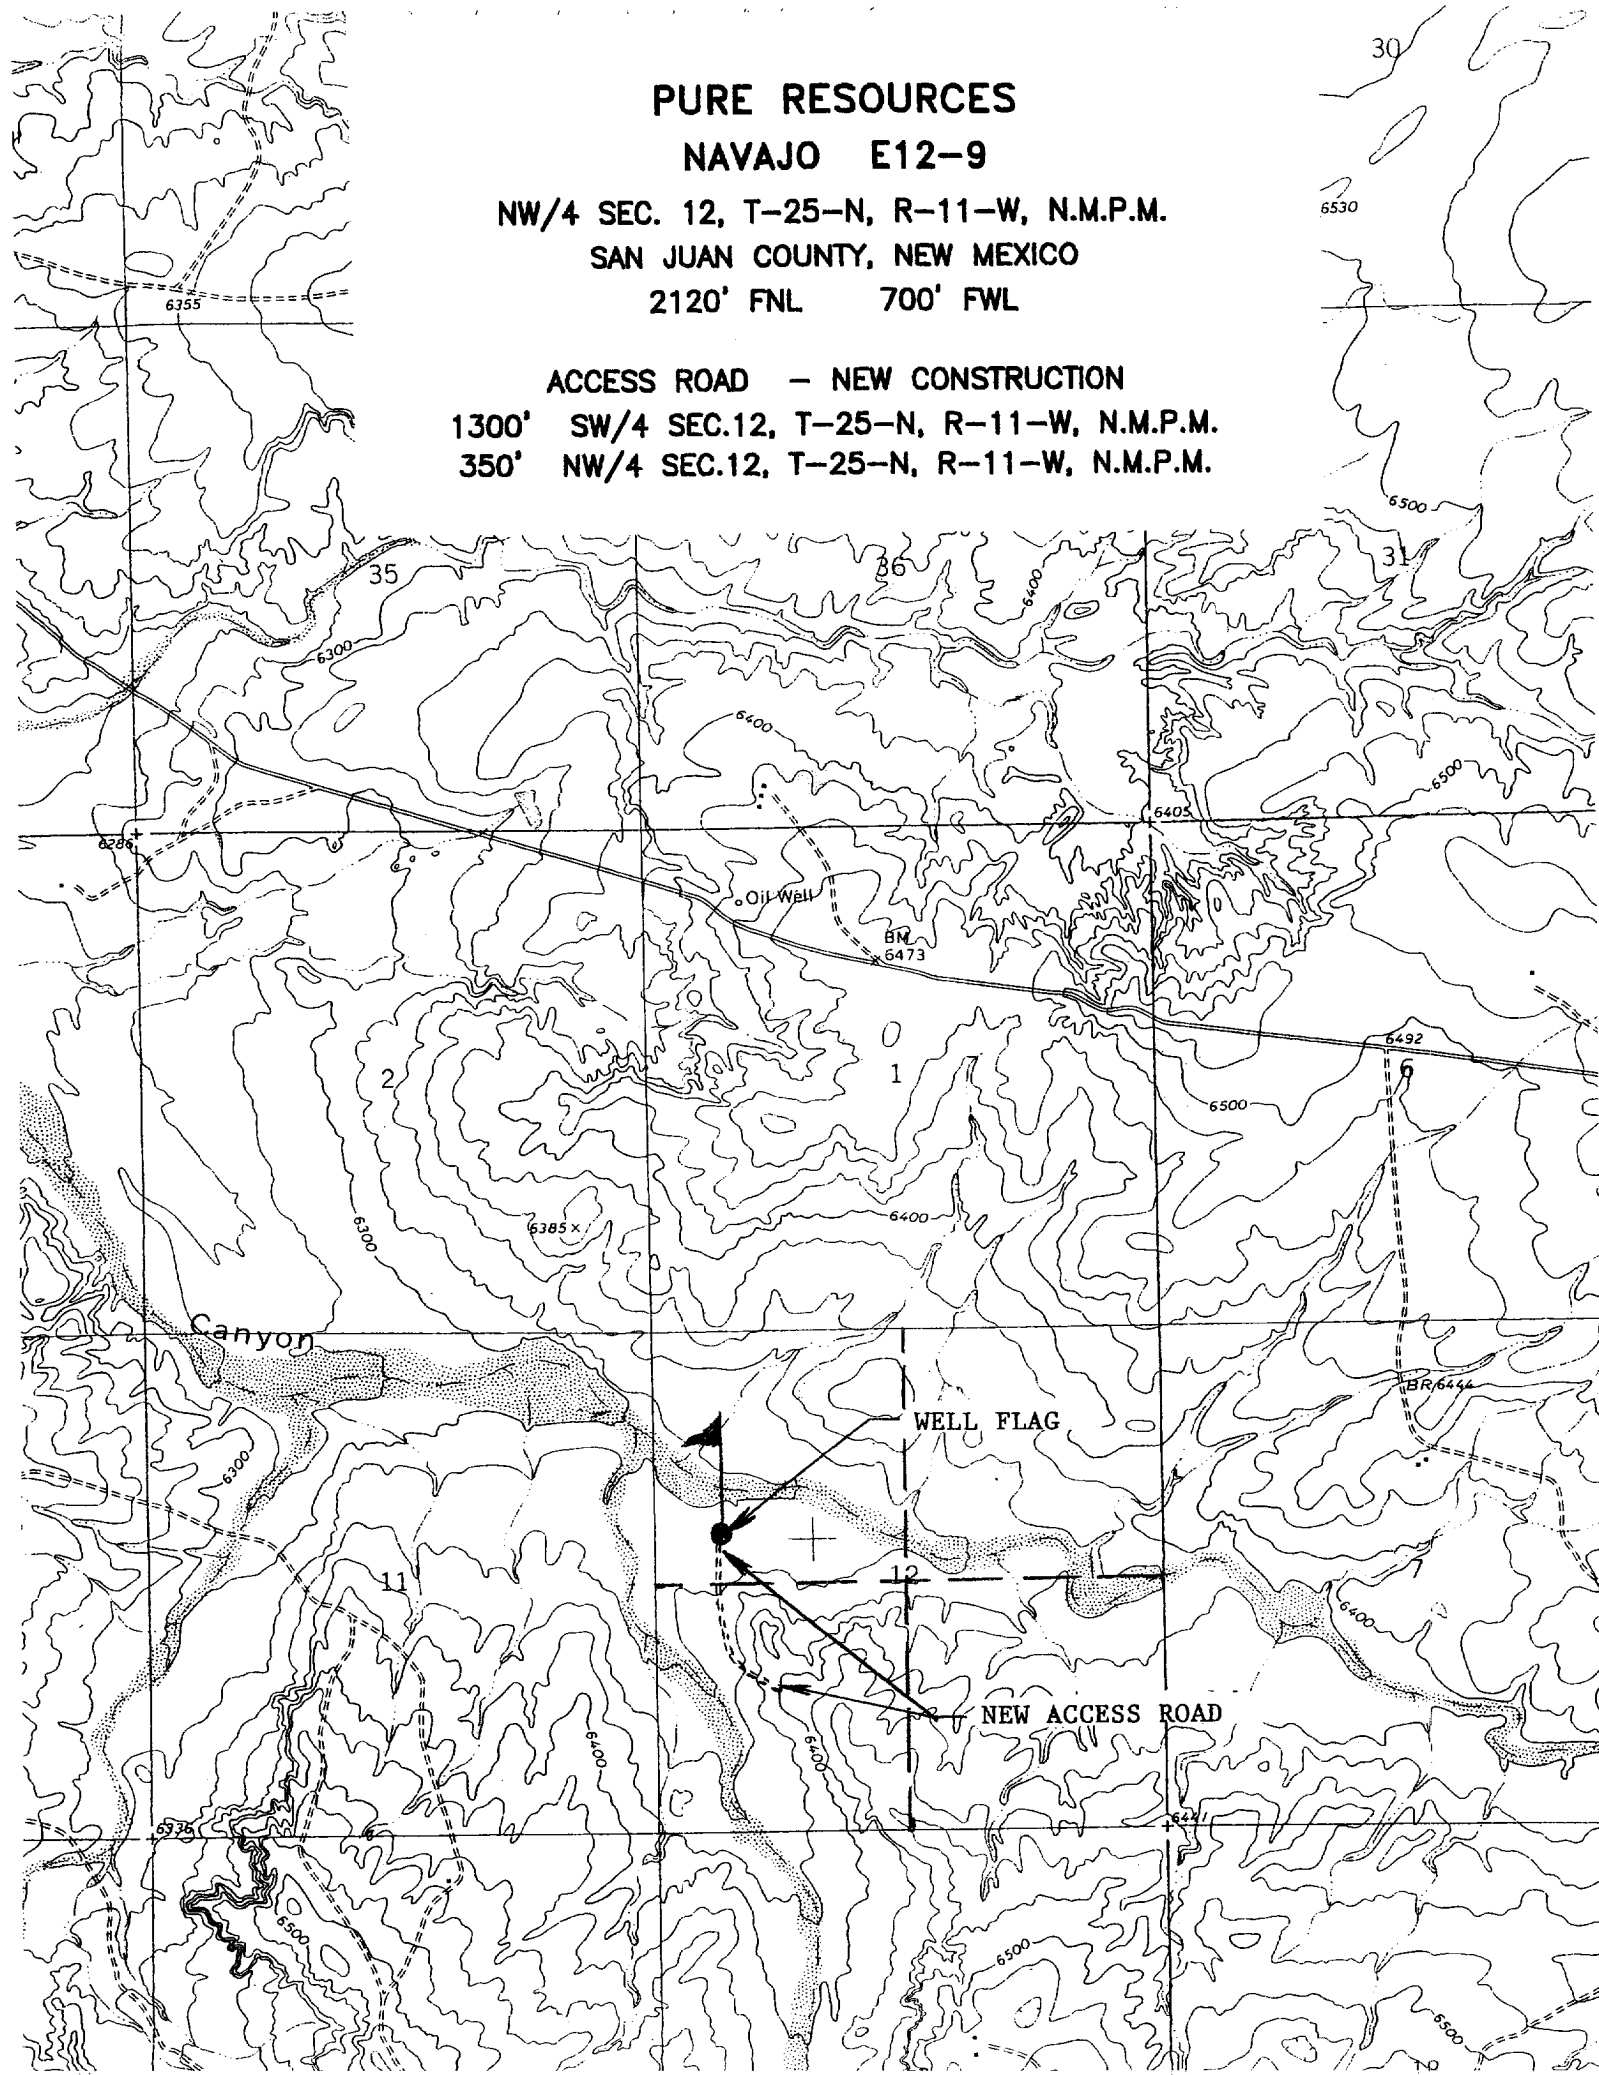 30
PURE RESOURCES
NAVAJO E12-9
NW/4 SEC. 12, T-25-N, R-11-W, N.M.P.M.
6530
SAN JUAN COUNTY, NEW MEXICO
2120' FNL 700' FWL
6355
ACCESS ROAD - NEW CONSTRUCTION
1300' SW/4 SEC.12, T-25-N, R-11-W, N.M.P.M.
350' NW/4 SEC.12, T-25-N, R-11-W, N.M.P.M.
6500
35
36
31
6400
6300
6400
6500
6405
6286
Oil Well
BM
6473
6492
2
1
6
6500
6300
6385×
6400
Canyon
BR 6444
WELL FLAG
6300
11
12
7
6400
NEW ACCESS ROAD
6400
6400
6336
6441
6500
6500
6500